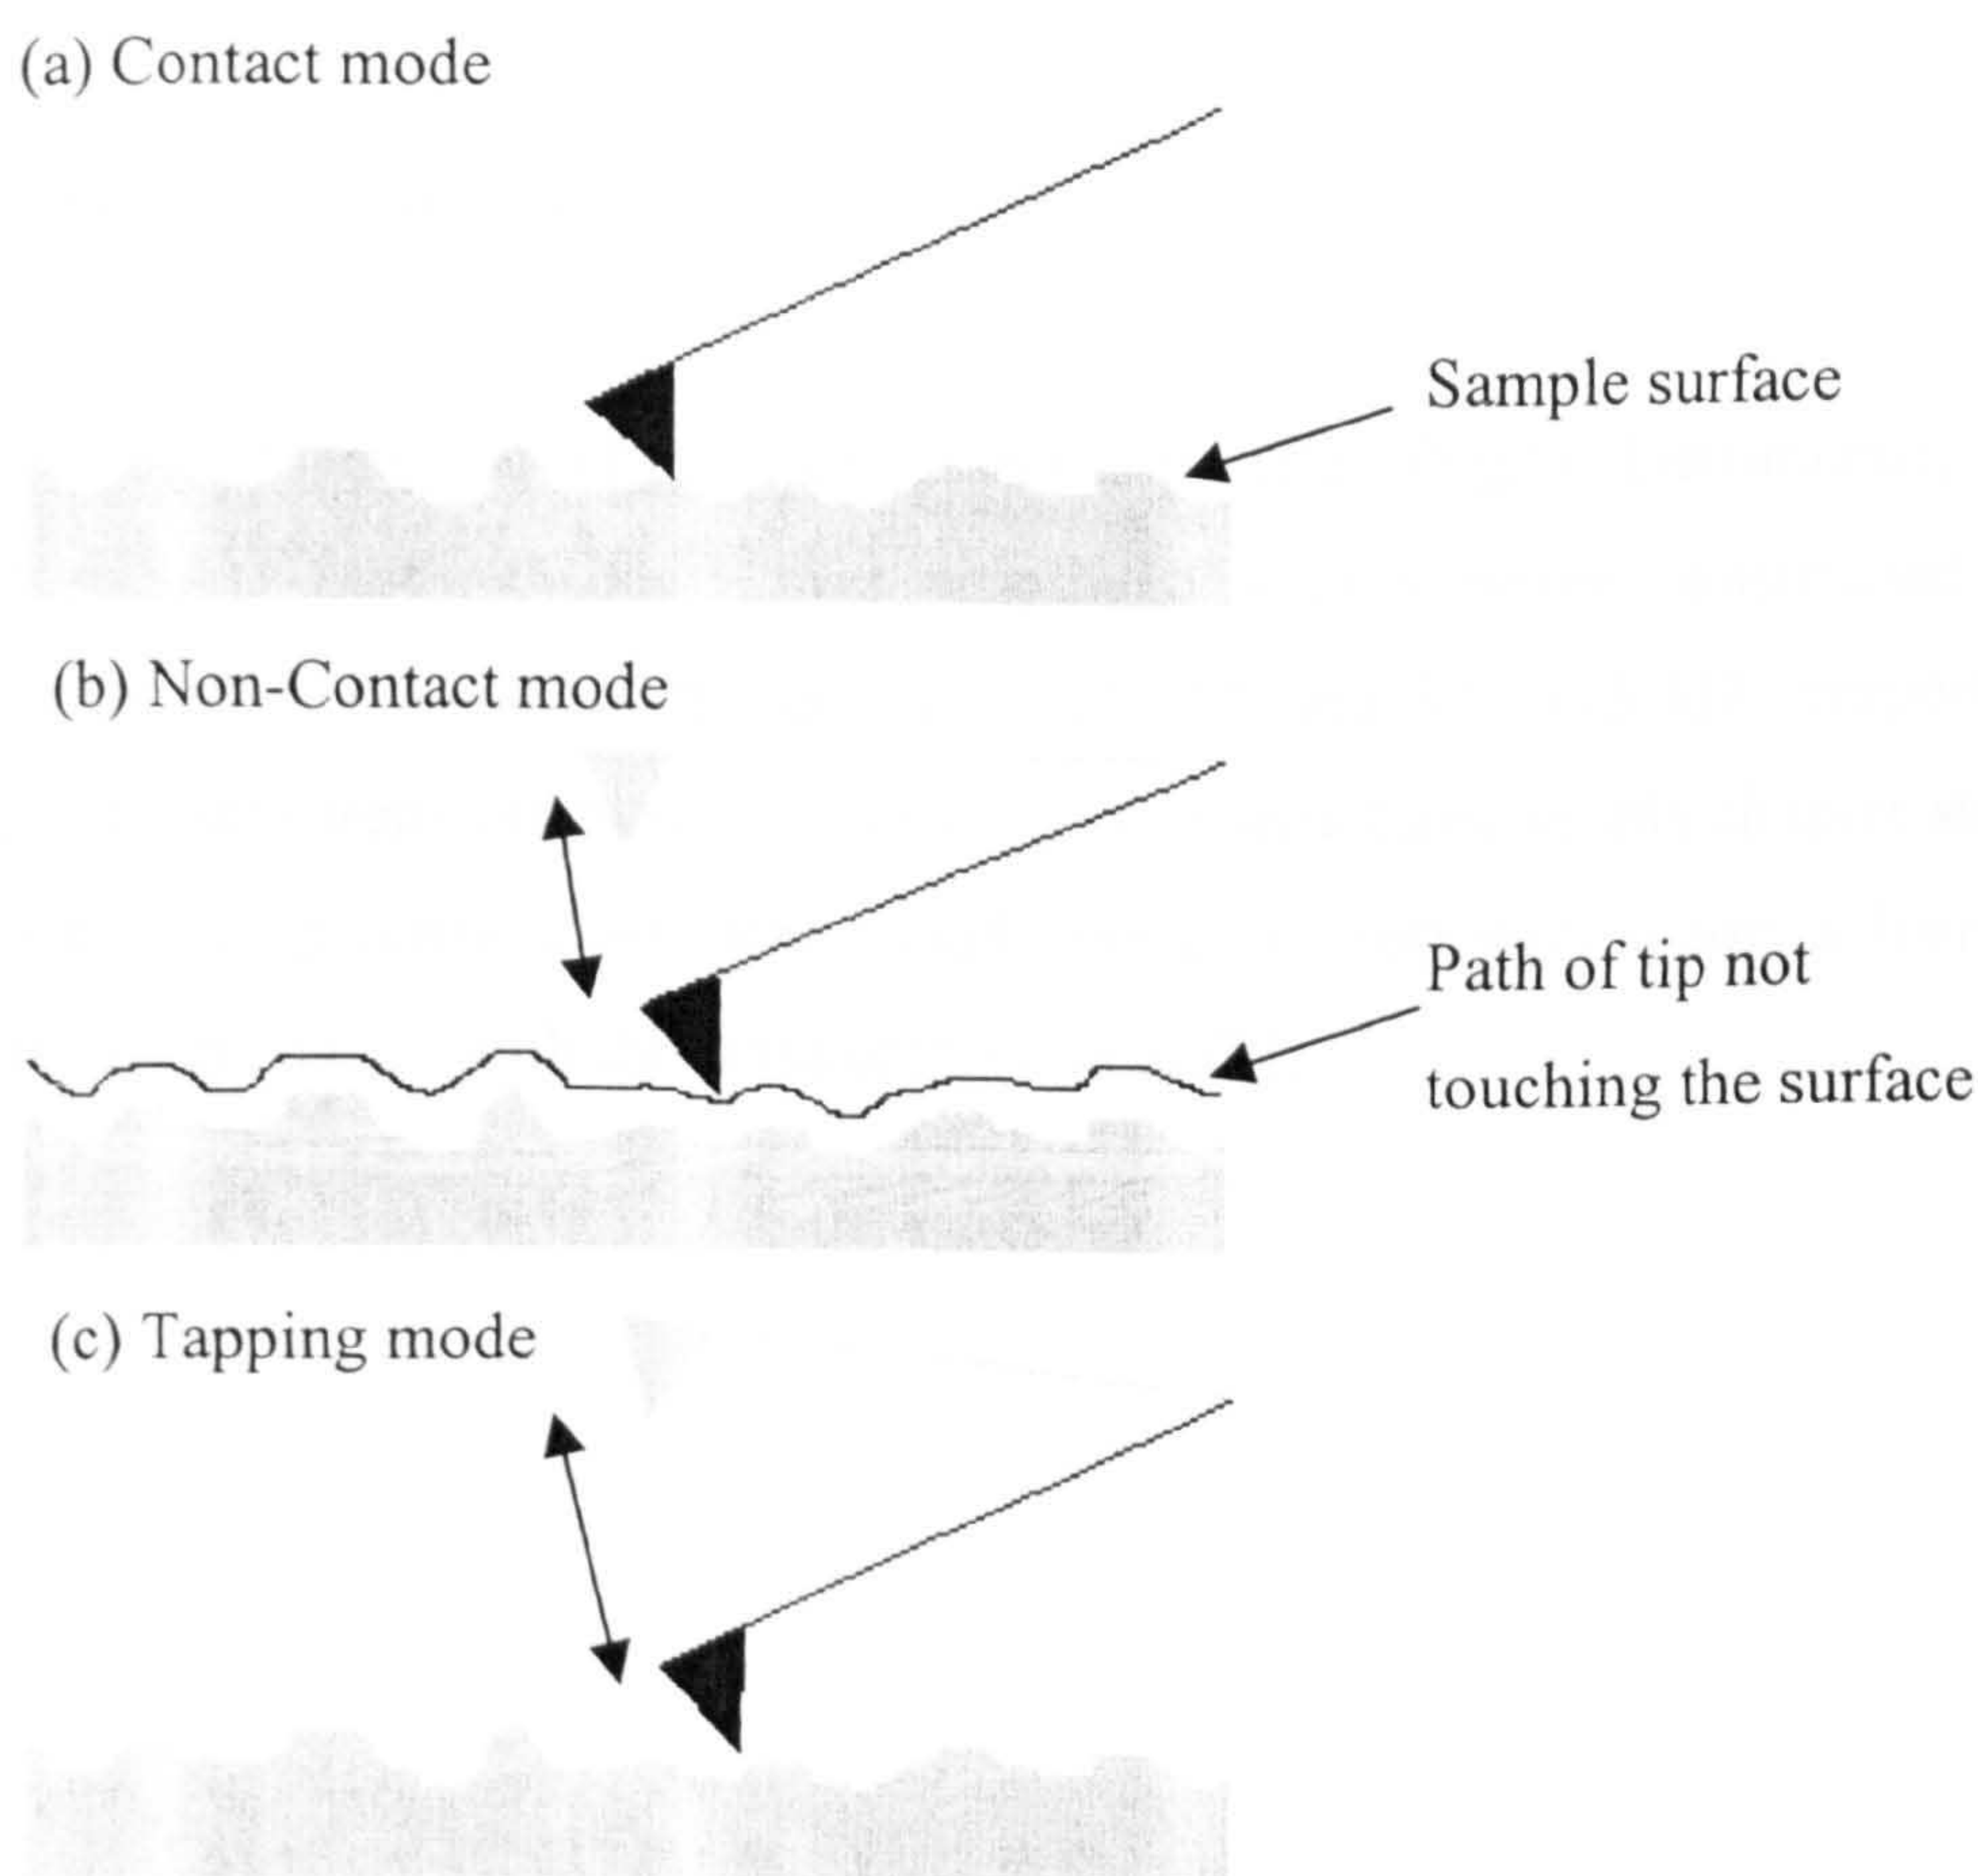 (a) Contact mode
Sample surface
(b) Non-Contact mode
Path of tip not
touching the surface
(c) Tapping mode